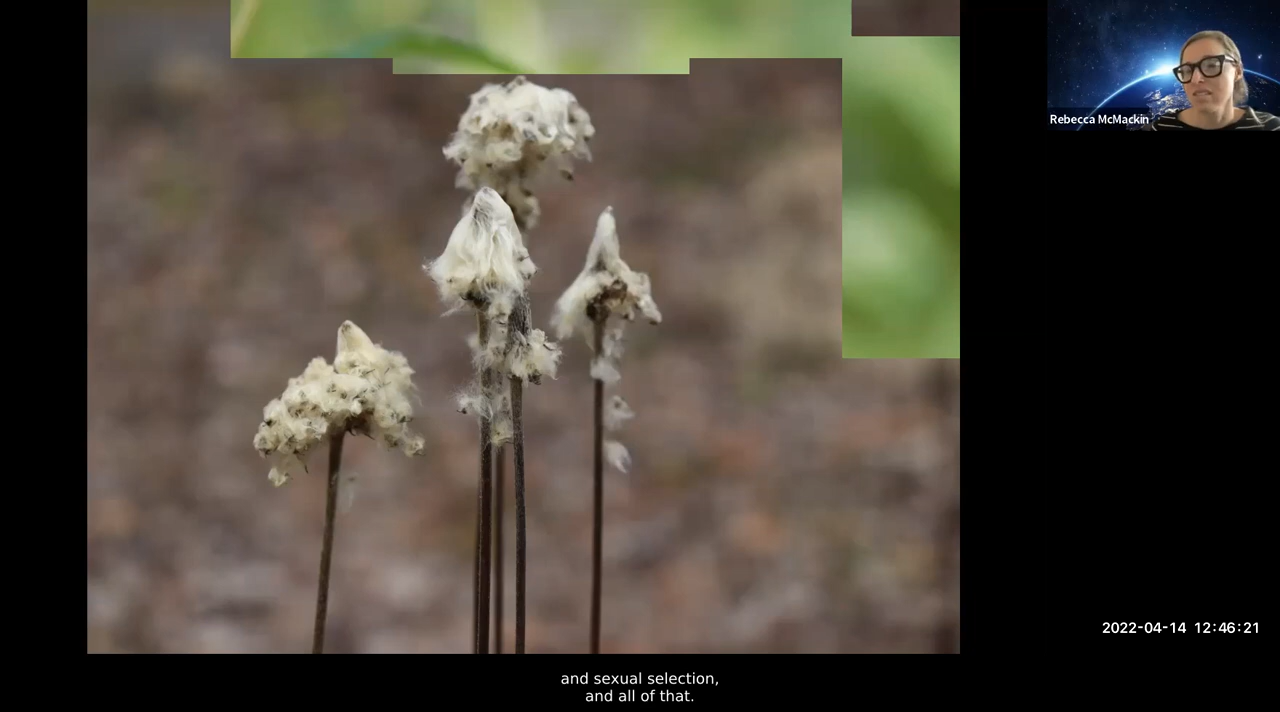 Rebecca McMackin
2022-04-14 12:46:21
and sexual selection,
and all of that.